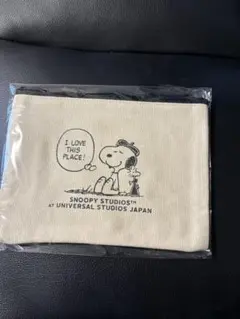 I LOVE
THIS
PLACE!
SNOOPY STUDIOS™
AT UNIVERSAL STUDIOS JAPAN